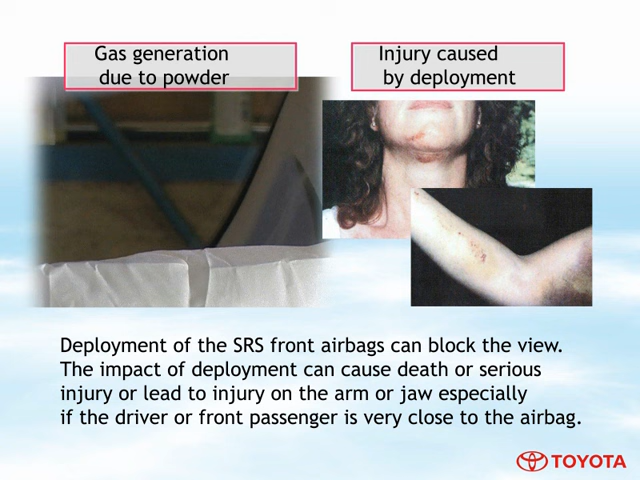 Gas generation
due to powder
Injury caused
by deployment
Deployment of the SRS front airbags can block the view.
The impact of deployment can cause death or serious
injury or lead to injury on the arm or jaw especially
if the driver or front passenger is very close to the airbag.
TOYOTA